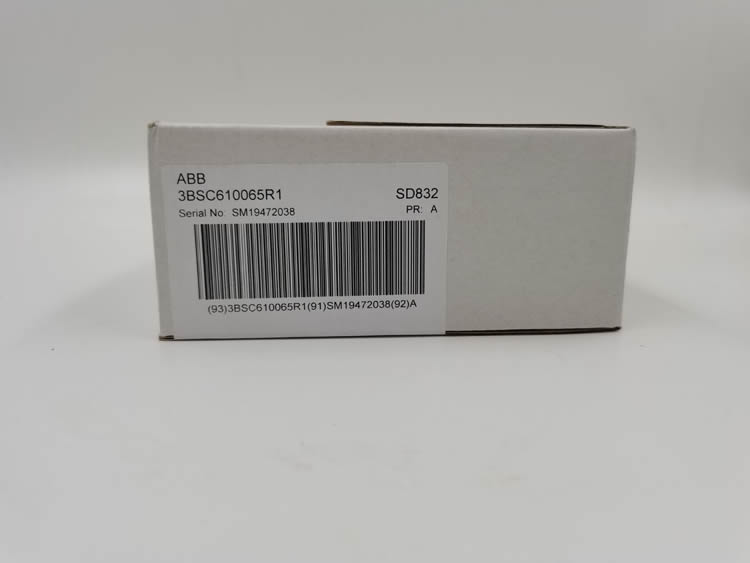 ABB
3BSC610065R1 SD832
Serial No: SM19472038 PR: A
(93)3BSC610065R1(91)SM19472038(92)A